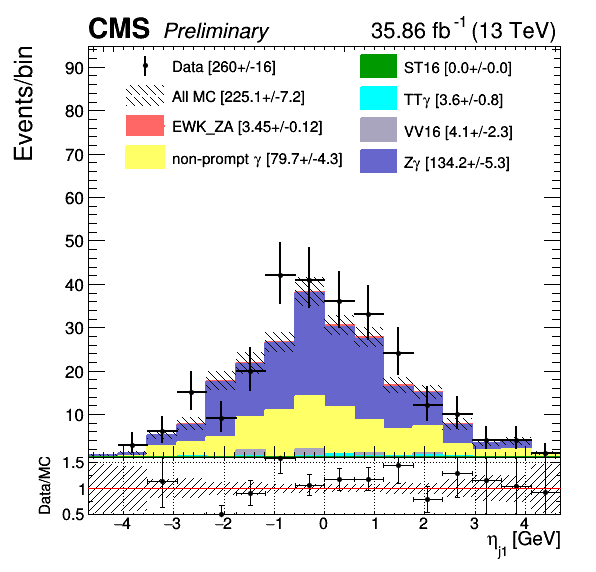 CMS Preliminary 35.86 fb⁻¹ (13 TeV)
Events/bin
90
80
70
60
50
40
30
20
10
Data [260+/-16]
All MC [225.1+/-7.2]
EWK_ZA [3.45+/-0.12]
non-prompt γ [79.7+/-4.3]
ST16 [0.0+/-0.0]
TTγ [3.6+/-0.8]
VV16 [4.1+/-2.3]
Zγ [134.2+/-5.3]
Data/MC
1.5
1
0.5
−4 −3 −2 −1 0 1 2 3 4
η_j1 [GeV]